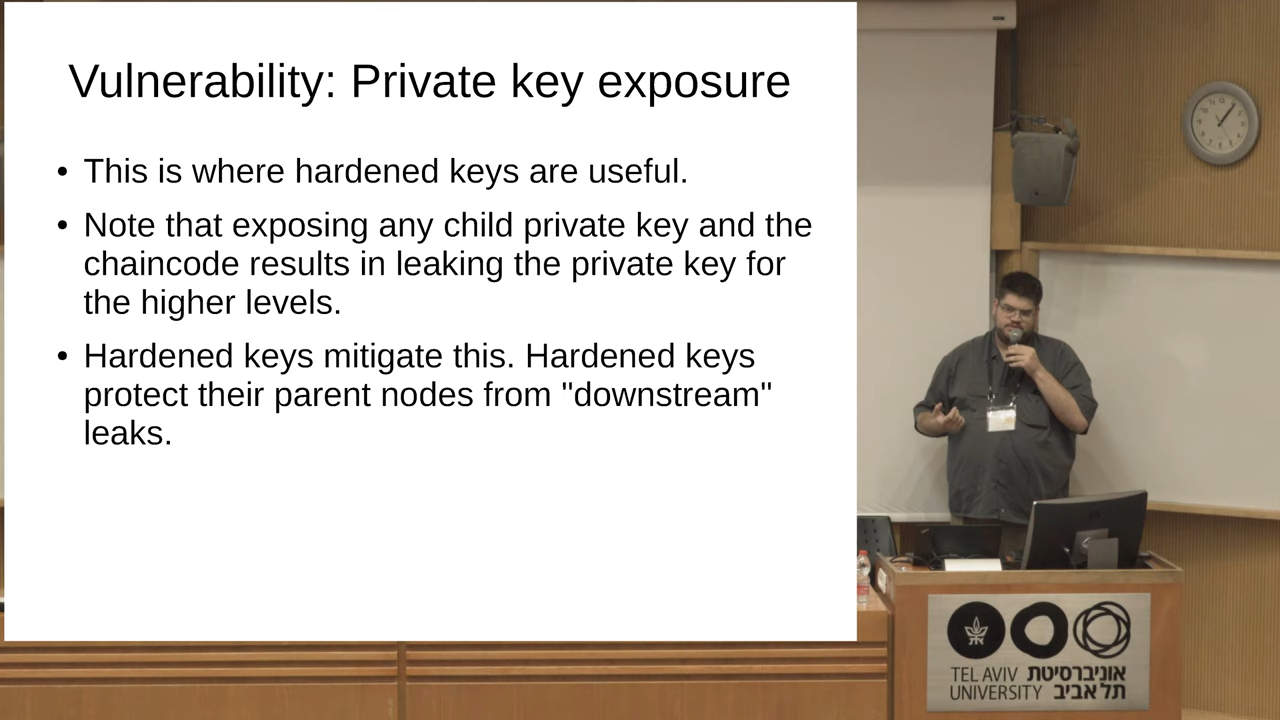 Vulnerability: Private key exposure
• This is where hardened keys are useful.
• Note that exposing any child private key and the
chaincode results in leaking the private key for
the higher levels.
• Hardened keys mitigate this. Hardened keys
protect their parent nodes from "downstream"
leaks.
TEL AVIV אוניברסיטת
UNIVERSITY תל אביב